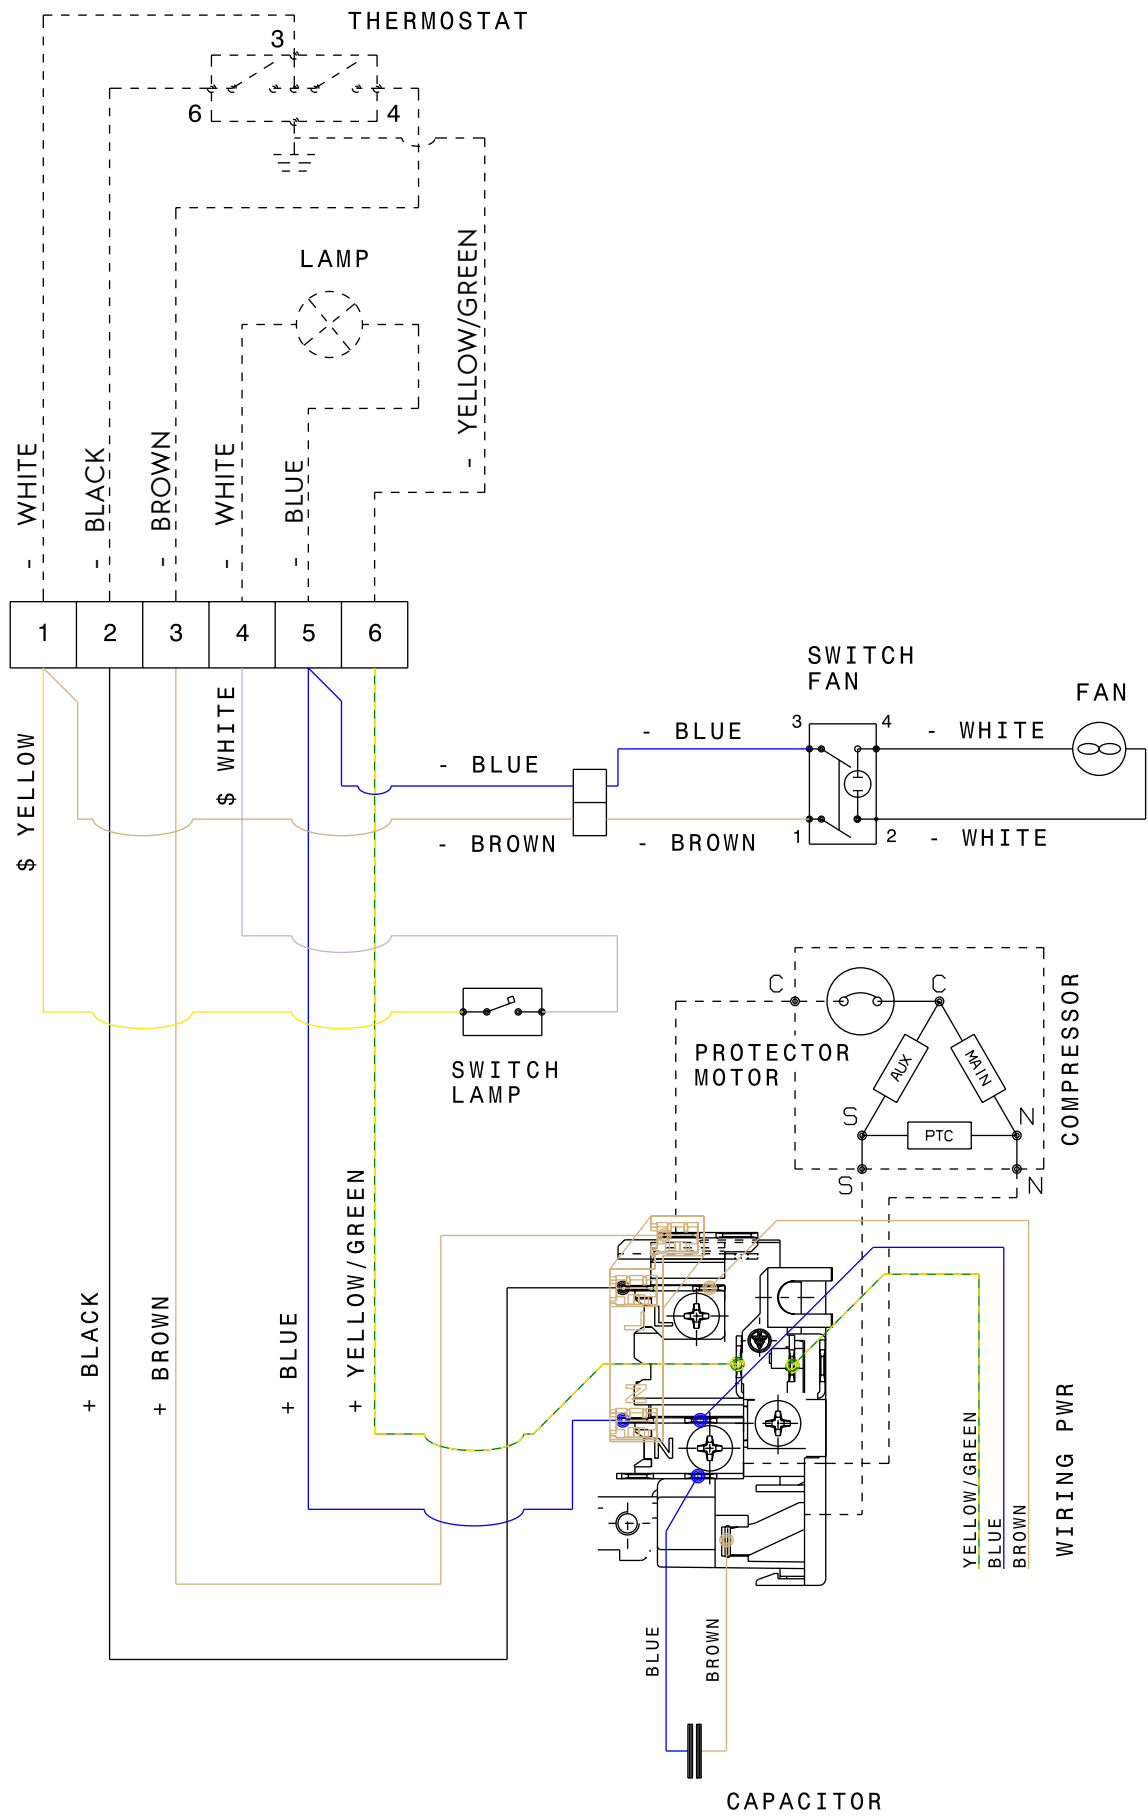 THERMOSTAT
3
6
4
LAMP
- WHITE
- BLACK
- BROWN
- WHITE
- BLUE
- YELLOW/GREEN
1 2 3 4 5 6
$ YELLOW
$ WHITE
SWITCH
FAN
FAN
3
4
- BLUE
- WHITE
- BLUE
- BROWN
- BROWN
1
2
- WHITE
SWITCH
LAMP
C
C
PROTECTOR
MOTOR
AUX
MAIN
PTC
S
N
S
N
COMPRESSOR
+ BLACK
+ BROWN
+ BLUE
+ YELLOW/GREEN
L
N
N
YELLOW/GREEN
BLUE
BROWN
WIRING PWR
BLUE
BROWN
CAPACITOR